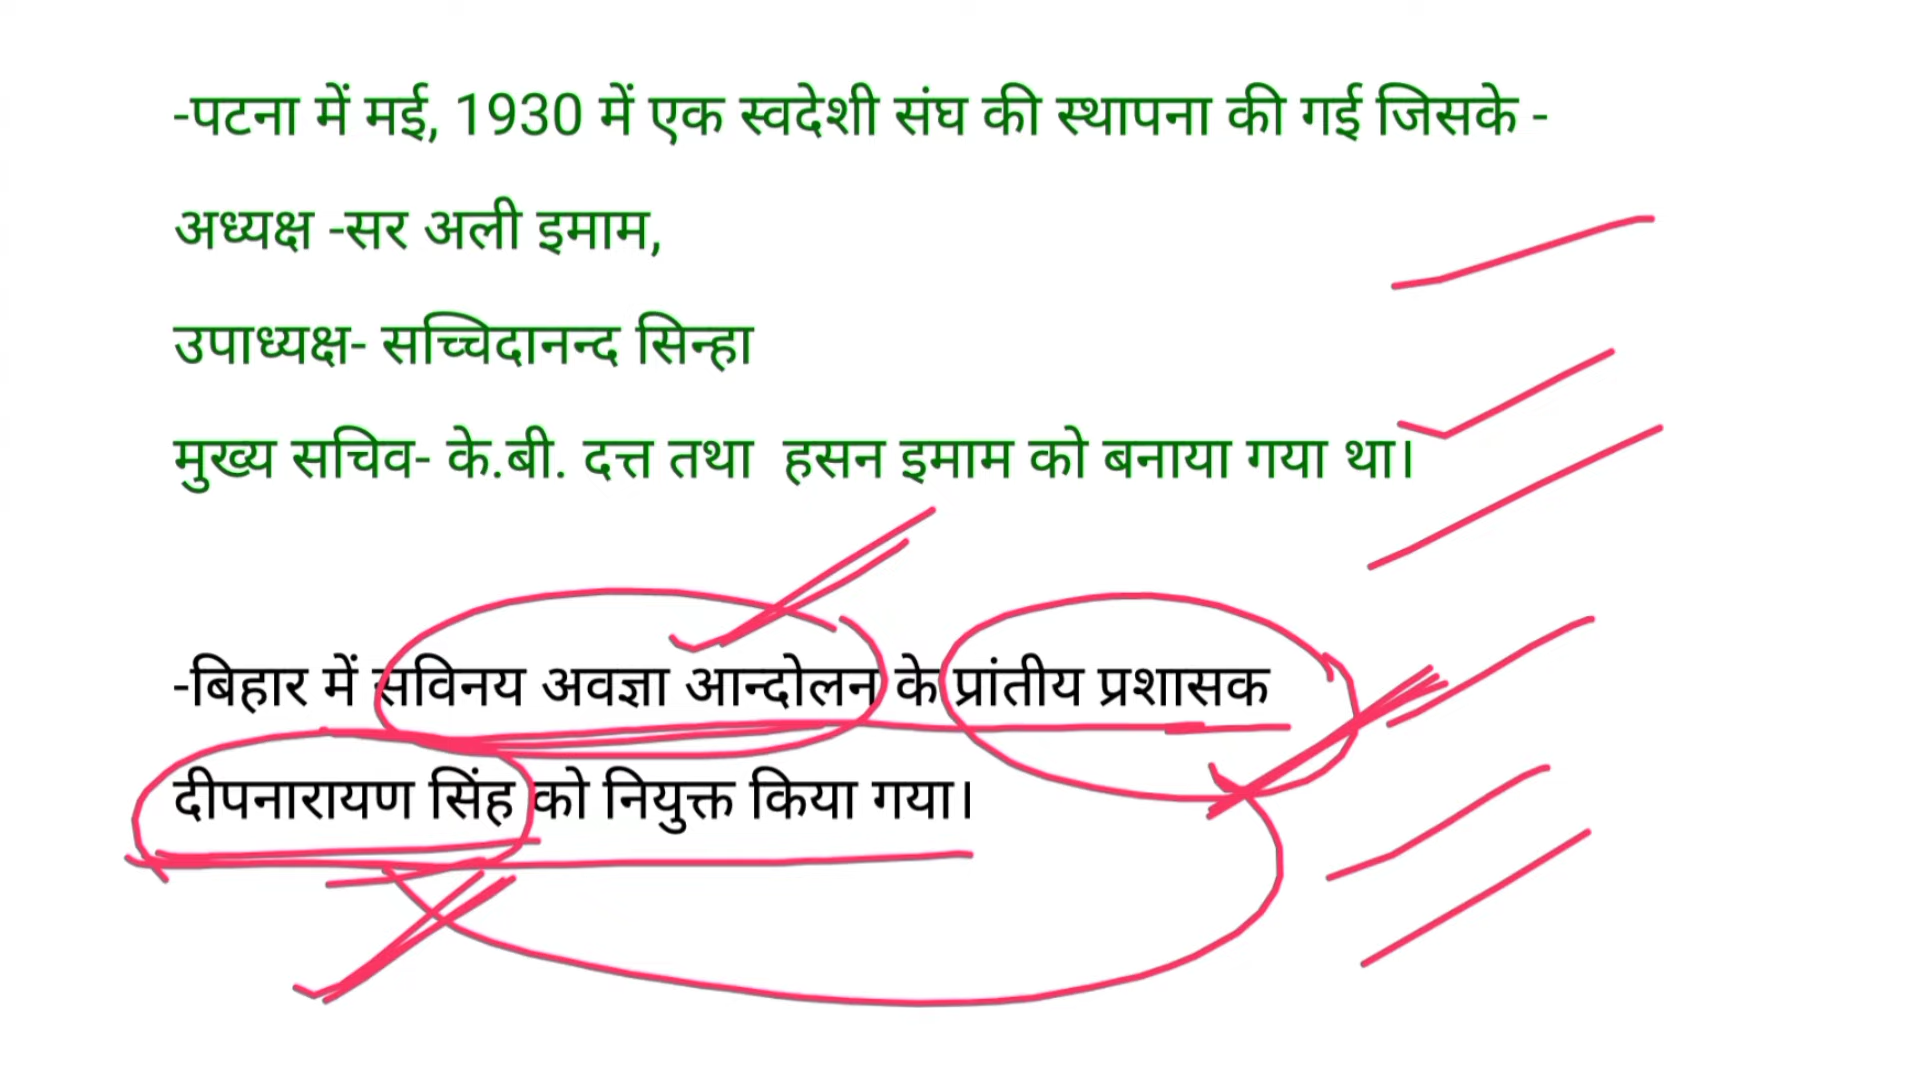 -पटना में मई, 1930 में एक स्वदेशी संघ की स्थापना की गई जिसके -
अध्यक्ष -सर अली इमाम,
उपाध्यक्ष- सच्चिदानन्द सिन्हा
मुख्य सचिव- के.बी. दत्त तथा हसन इमाम को बनाया गया था।
-बिहार में सविनय अवज्ञा आन्दोलन के प्रांतीय प्रशासक
दीपनारायण सिंह को नियुक्त किया गया।